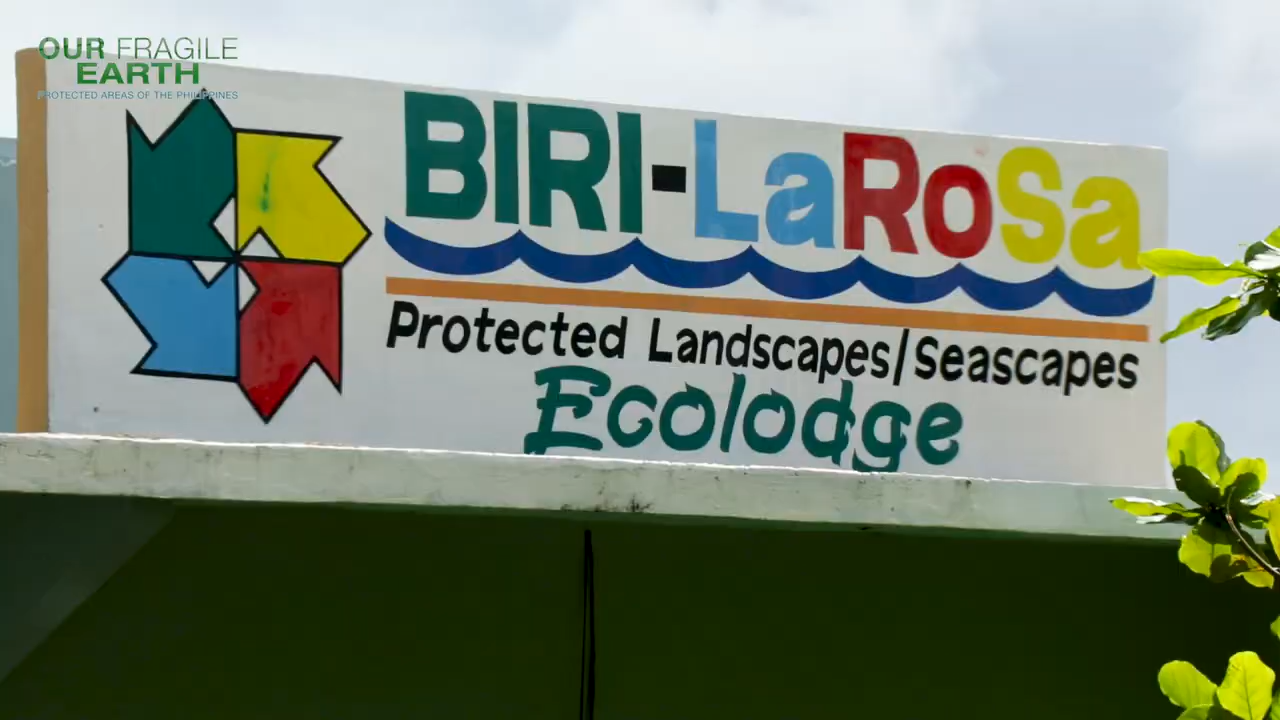 OUR FRAGILE
EARTH
PROTECTED AREAS OF THE PHILIPPINES
BIRI-LaRoSa
Protected Landscapes/Seascapes
Ecolodge